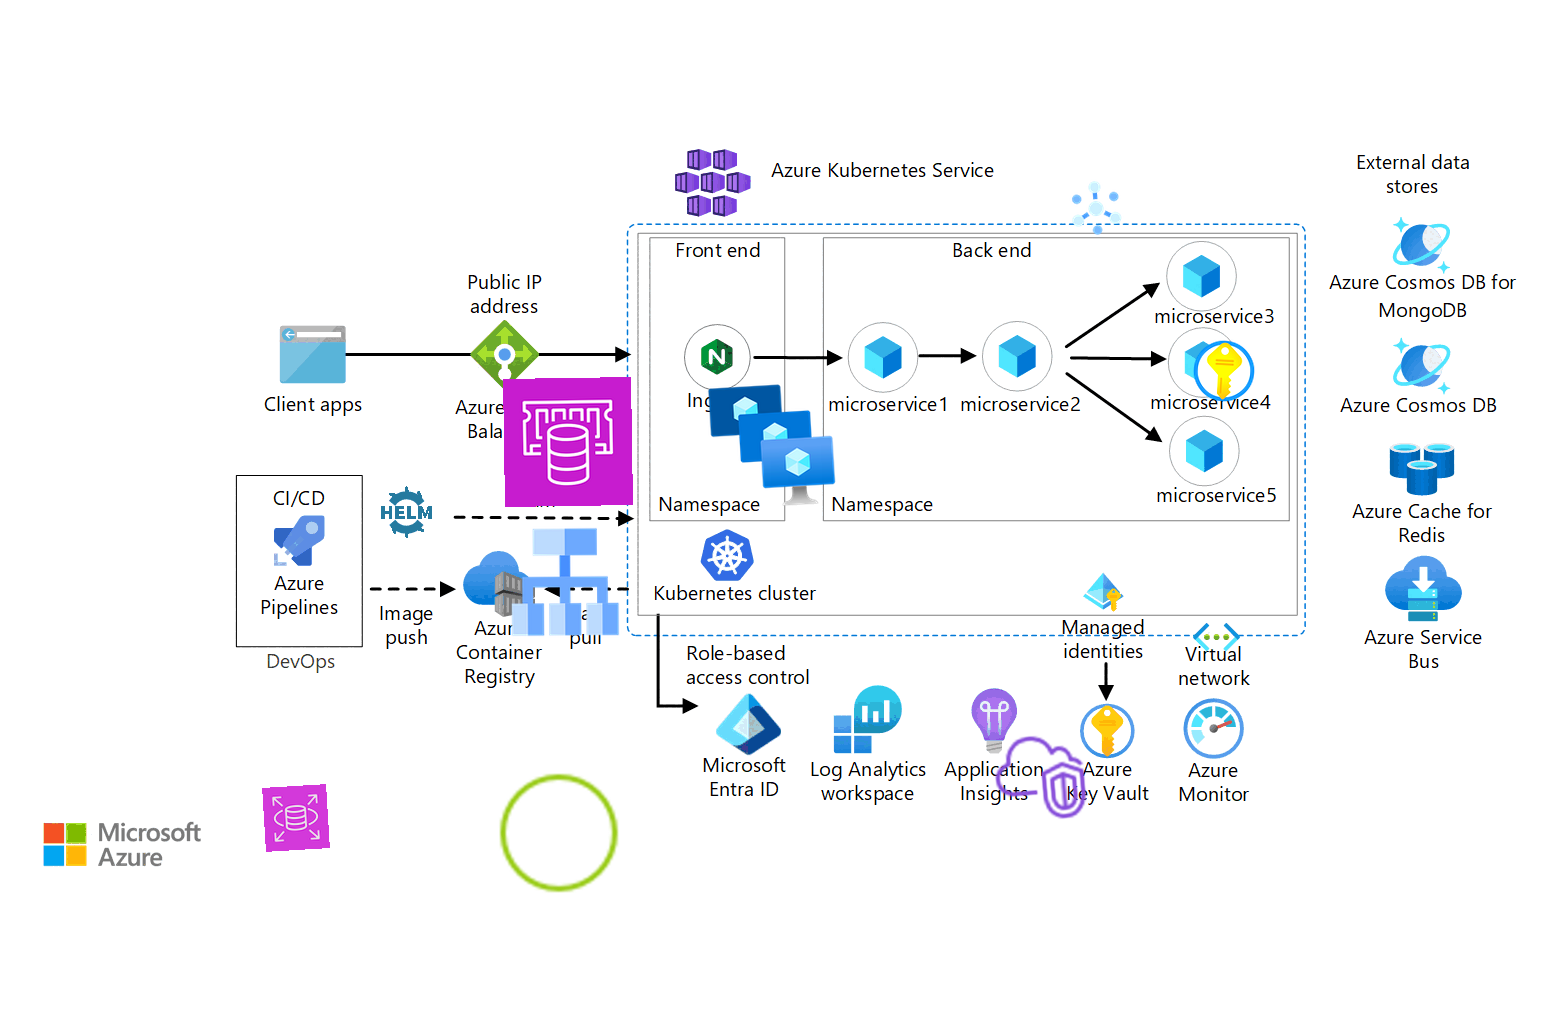 Azure Kubernetes Service
External data
stores
Front end
Back end
Public IP
address
Client apps
microservice1
microservice2
microservice3
microservice4
microservice5
Namespace
Namespace
Azure Cosmos DB for
MongoDB
Azure Cosmos DB
Azure Cache for
Redis
Azure Service
Bus
CI/CD
HELM
Azure
Pipelines
DevOps
Image
push
Azure
Container
Registry
pull
Kubernetes cluster
Role-based
access control
Managed
identities
Virtual
network
Microsoft
Entra ID
Log Analytics
workspace
Application
Insights
Azure
Key Vault
Azure
Monitor
Microsoft
Azure